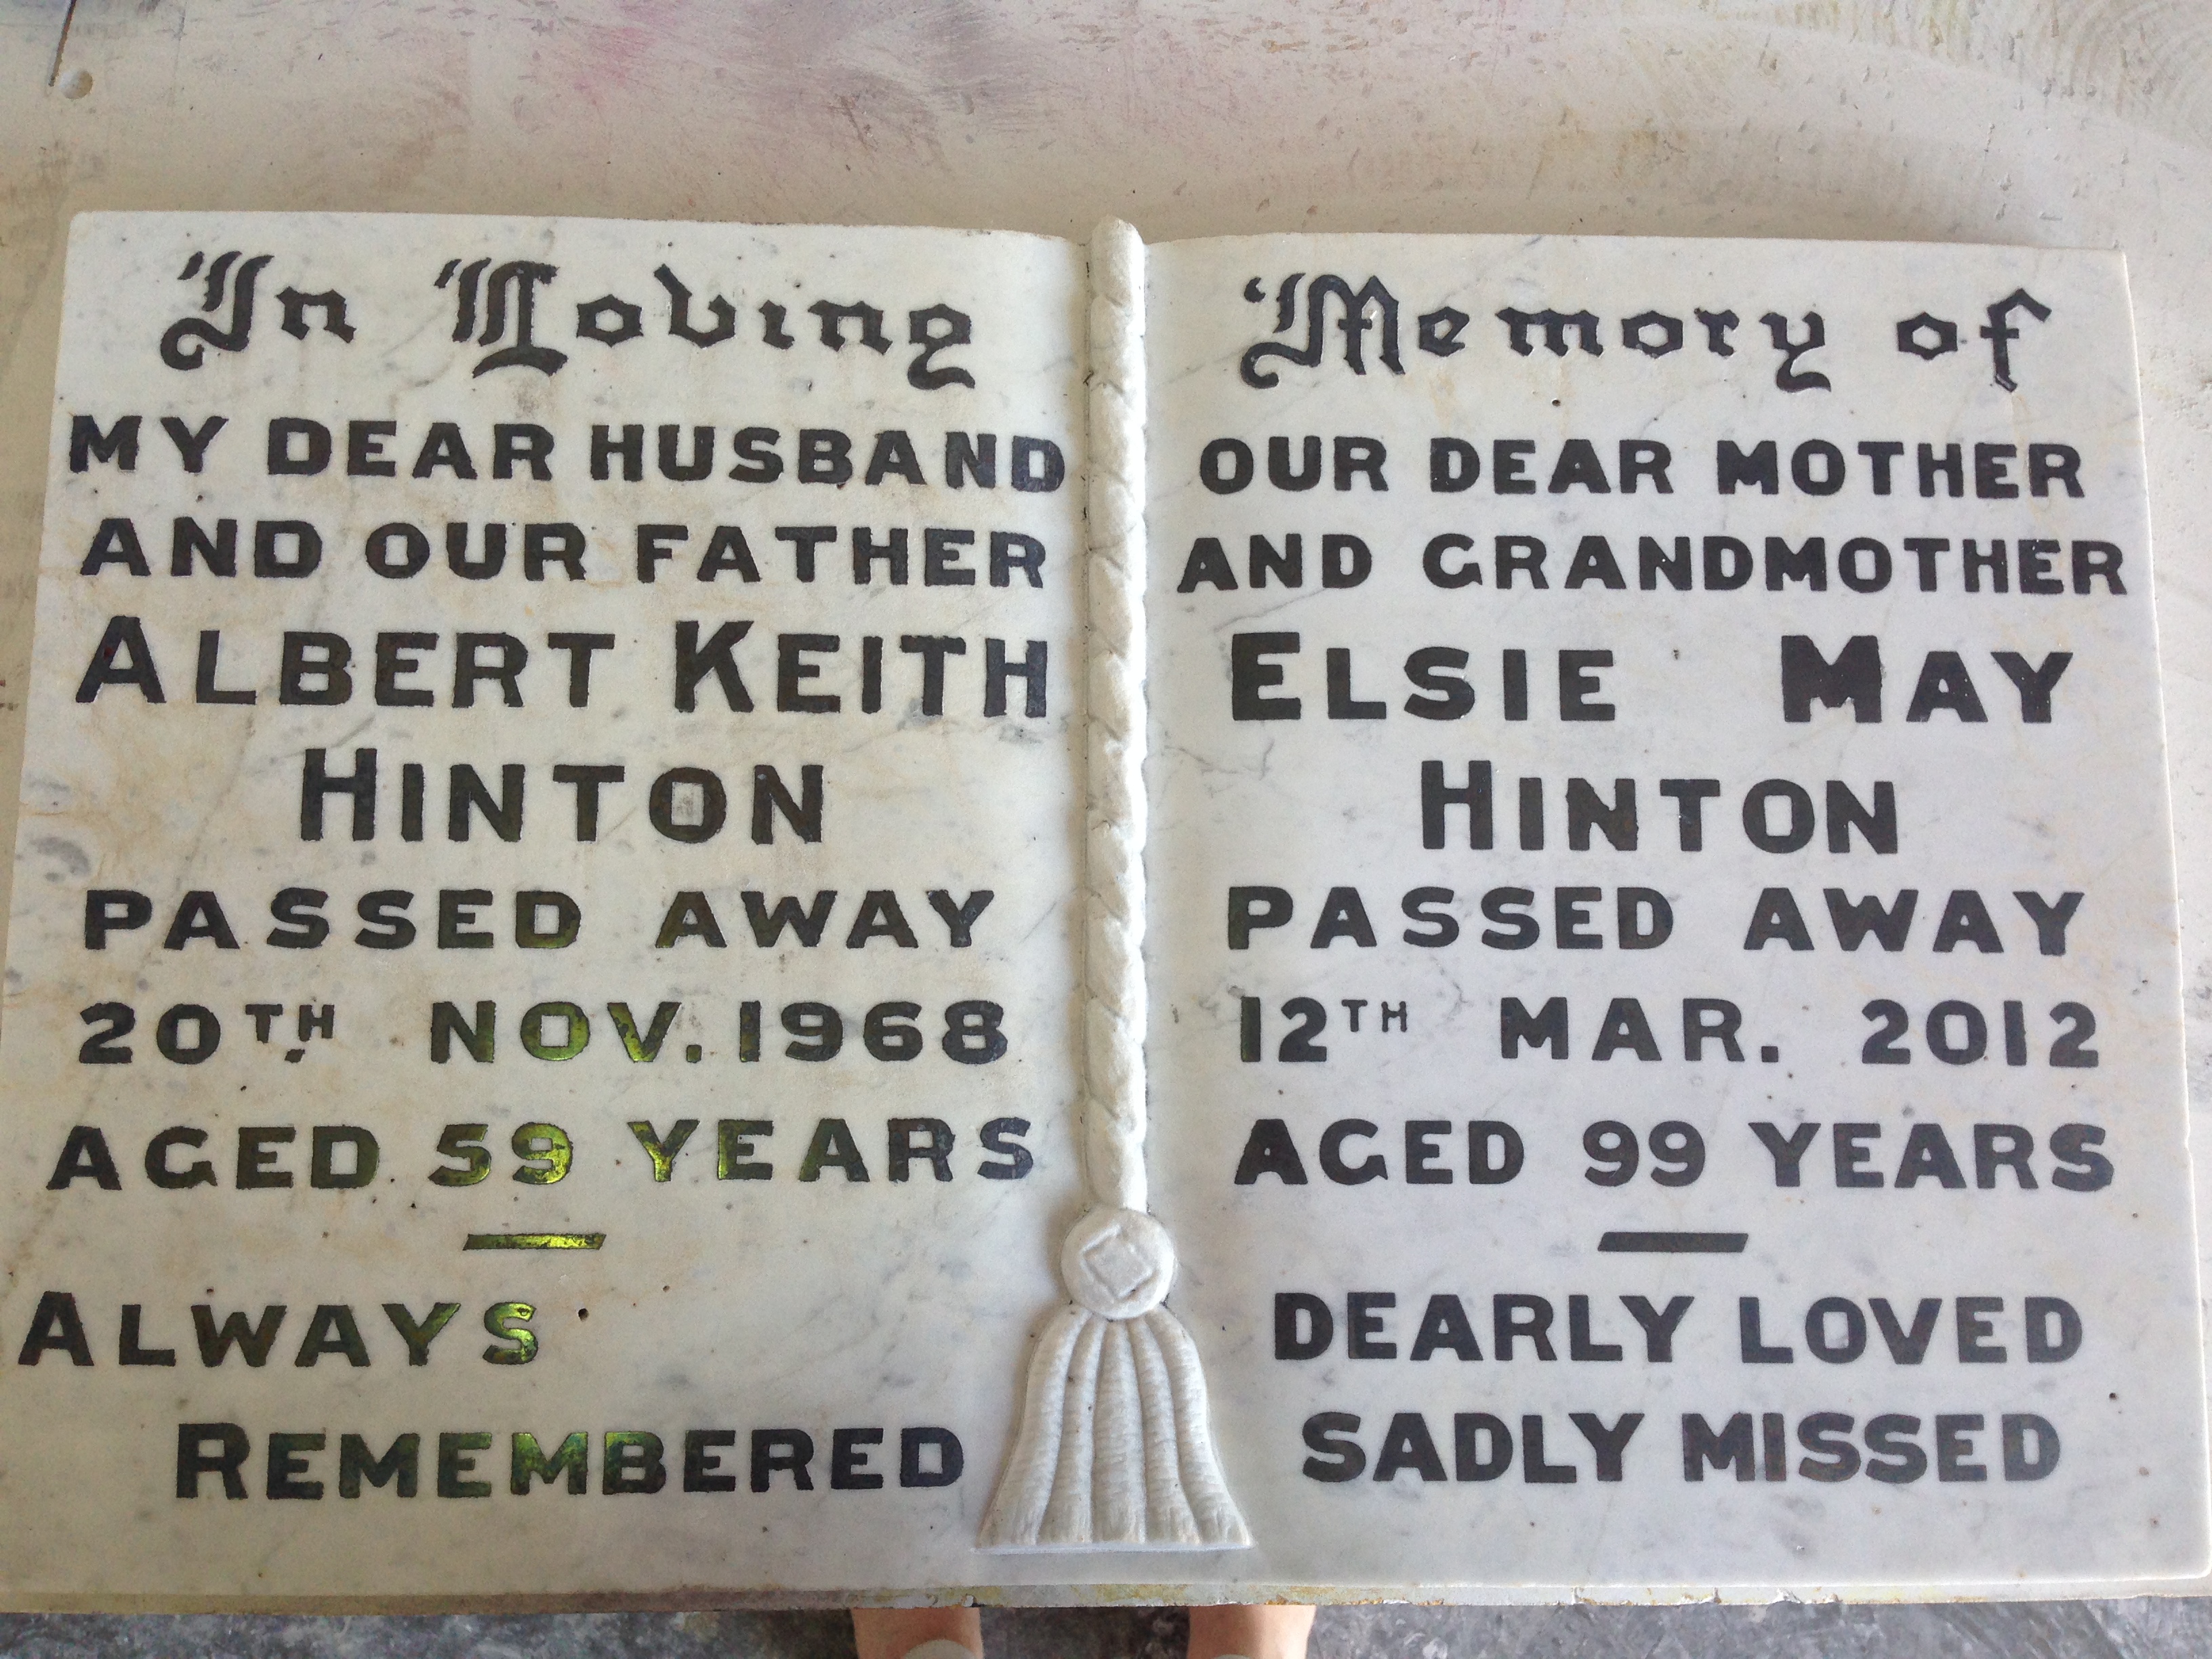 In Loving
MY DEAR HUSBAND
AND OUR FATHER
ALBERT KEITH
HINTON
PASSED AWAY
20TH NOV. 1968
AGED 59 YEARS
ALWAYS
REMEMBERED
Memory of
OUR DEAR MOTHER
AND GRANDMOTHER
ELSIE MAY
HINTON
PASSED AWAY
12TH MAR. 2012
AGED 99 YEARS
DEARLY LOVED
SADLY MISSED